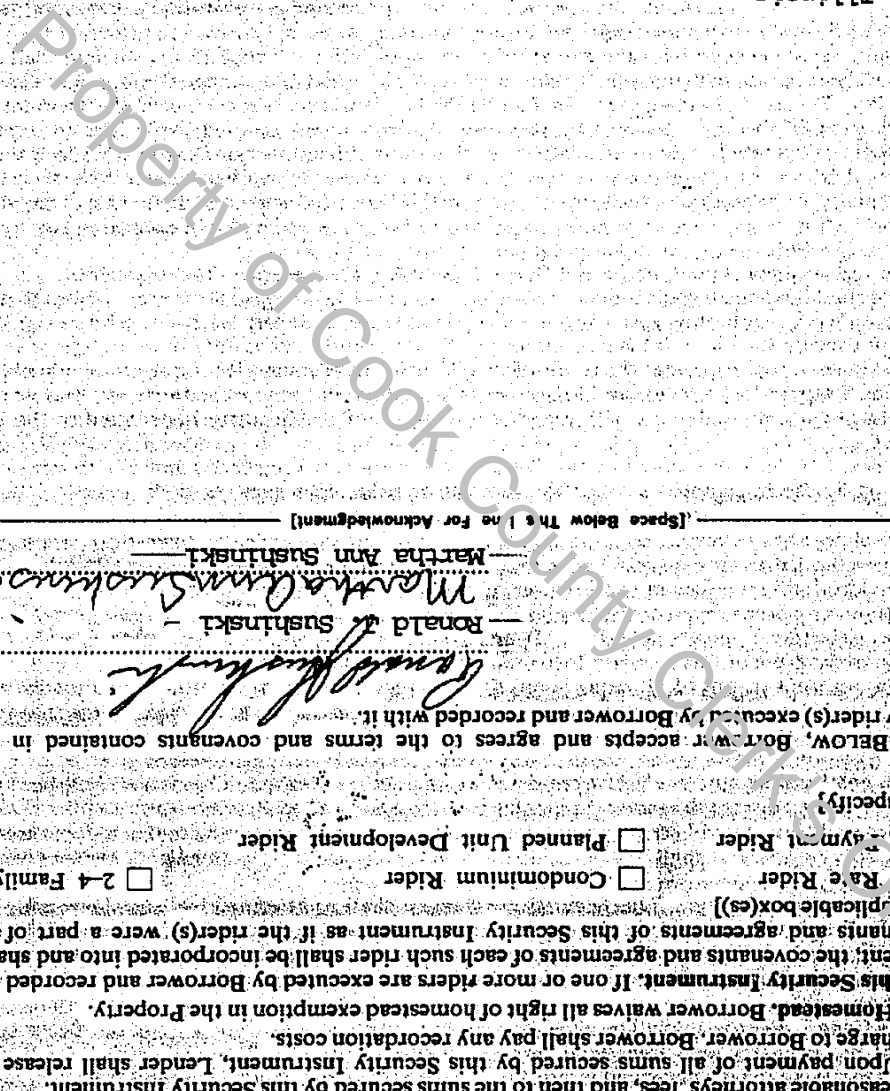 reasonable attorneys' fees, and then to the sums secured by this Security Instrument.
upon payment of all sums secured by this Security Instrument, Lender shall release
harge to Borrower. Borrower shall pay any recordation costs.
Homestead. Borrower waives all right of homestead exemption in the Property.
his Security Instrument. If one or more riders are executed by Borrower and recorded
ent, the covenants and agreements of each such rider shall be incorporated into and sha
nants and agreements of this Security Instrument as if the rider(s) were a part of
plicable box(es)]
Rate Rider Condominium Rider 2-4 Family
Payment Rider Planned Unit Development Rider
pecify]
BELOW, Borrower accepts and agrees to the terms and covenants contained in
rider(s) executed by Borrower and recorded with it.
Ronald J. Sushinski
Ronald J. Sushinski
Martha Ann Sushinski
Martha Ann Sushinski
[Space Below This Line For Acknowledgment]
Property of Cook County Clerk's